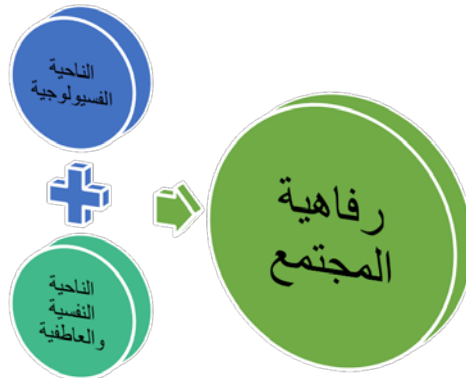 الناحية
الفسيولوجية
الناحية
النفسية
والعاطفية
رفاهية
المجتمع